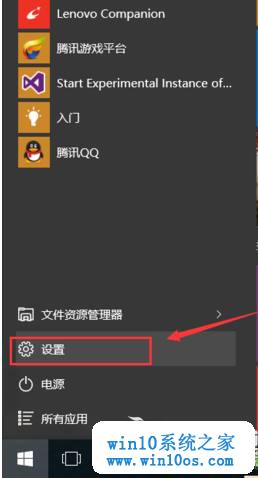 Lenovo Companion
腾讯游戏平台
Start Experimental Instance of...
入门
腾讯QQ
文件资源管理器
设置
电源
所有应用
win10系统之家
www.win10os.com